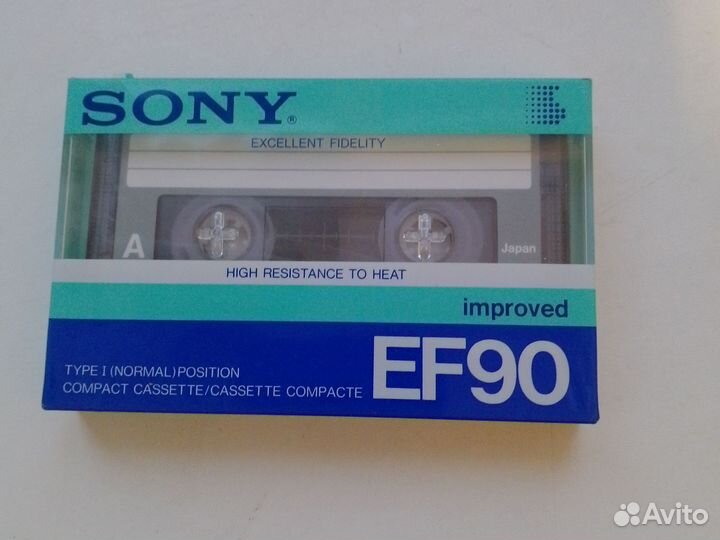 SONY®
EXCELLENT FIDELITY
A
Japan
HIGH RESISTANCE TO HEAT
improved
TYPE I (NORMAL) POSITION
COMPACT CASSETTE/CASSETTE COMPACTE
EF90
Avito